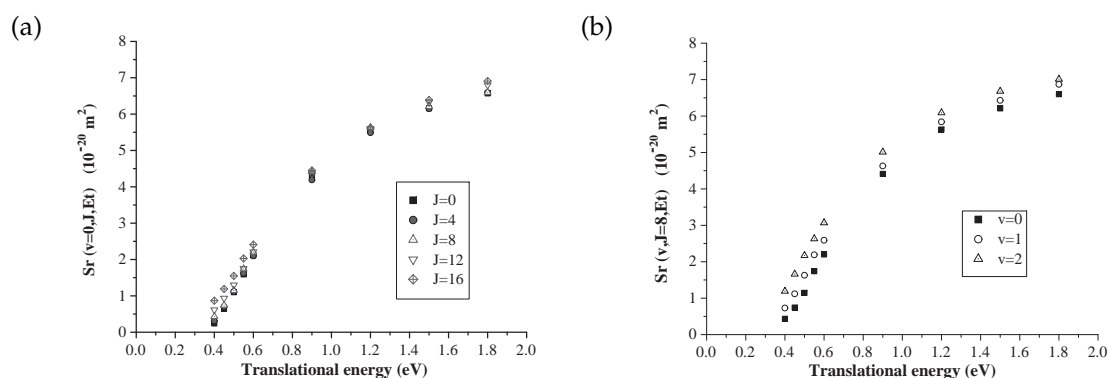 (a)
Sr (v=0,J,Et) (10⁻²⁰ m²)
8
7
6
5
4
3
2
1
0
0.0 0.2 0.4 0.6 0.8 1.0 1.2 1.4 1.6 1.8 2.0
Translational energy (eV)
J=0
J=4
J=8
J=12
J=16
(b)
Sr (v,J=8,Et) (10⁻²⁰ m²)
8
7
6
5
4
3
2
1
0
0.0 0.2 0.4 0.6 0.8 1.0 1.2 1.4 1.6 1.8 2.0
Translational energy (eV)
v=0
v=1
v=2